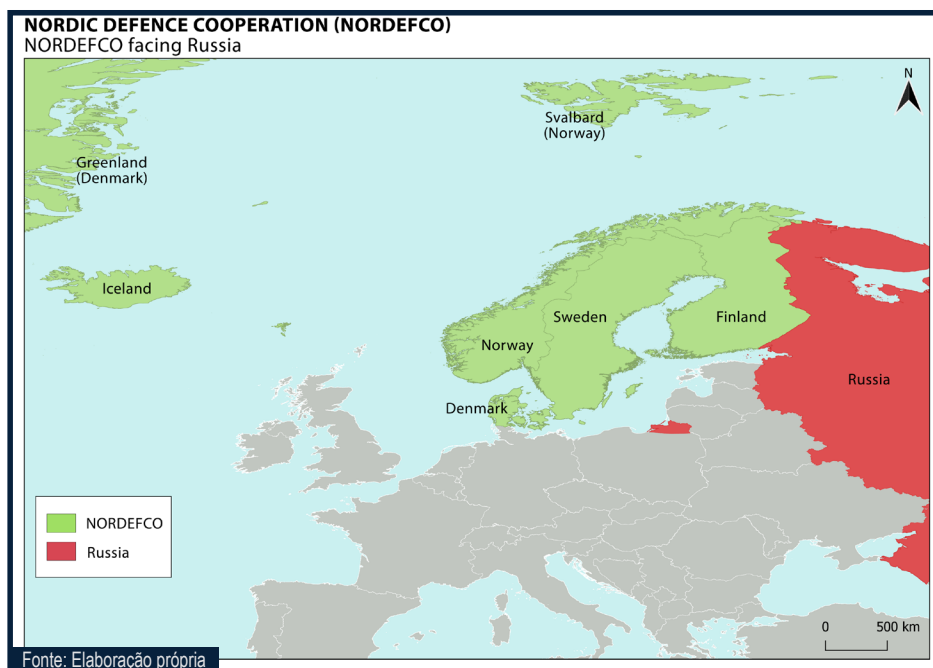 NORDIC DEFENCE COOPERATION (NORDEFCO)
NORDEFCO facing Russia
N
Svalbard
(Norway)
Greenland
(Denmark)
Iceland
Sweden
Finland
Norway
Russia
Denmark
NORDEFCO
Russia
0 500 km
Fonte: Elaboração própria